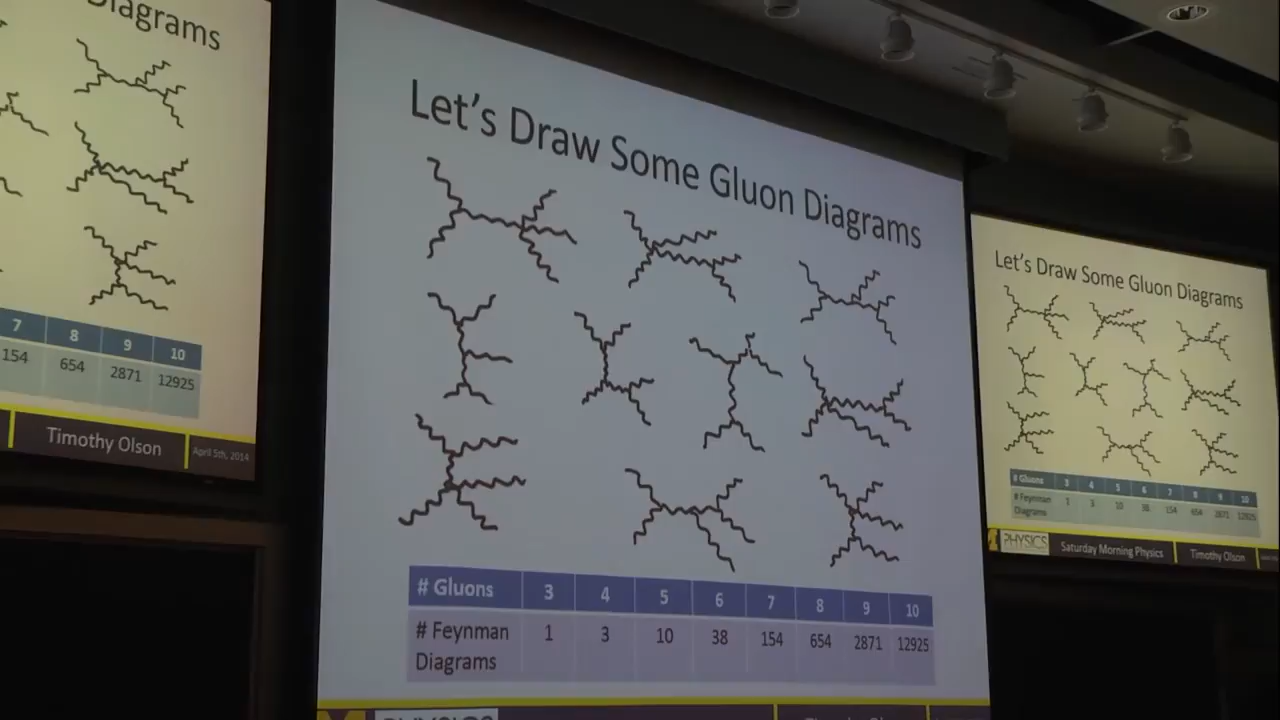 Diagrams
7 8 9 10
154 654 2871 12925
Timothy Olson
April 5th, 2014
Let's Draw Some Gluon Diagrams
# Gluons 3 4 5 6 7 8 9 10
# Feynman
Diagrams 1 3 10 38 154 654 2871 12925
PHYSICS
Timothy Olson
Let's Draw Some Gluon Diagrams
# Gluons 3 4 5 6 7 8 9 10
# Feynman
Diagrams 1 3 10 38 154 654 2871 12925
M PHYSICS Saturday Morning Physics Timothy Olson